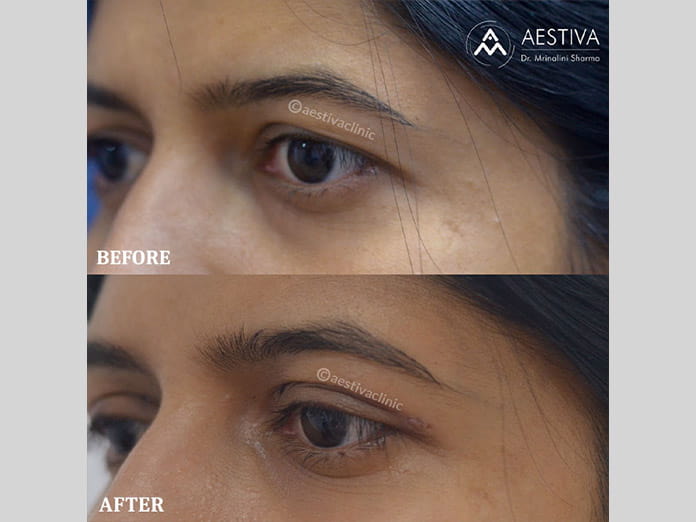 AESTIVA
Dr. Mrinalini Sharma
©aestivaclinic
BEFORE
©aestivaclinic
AFTER